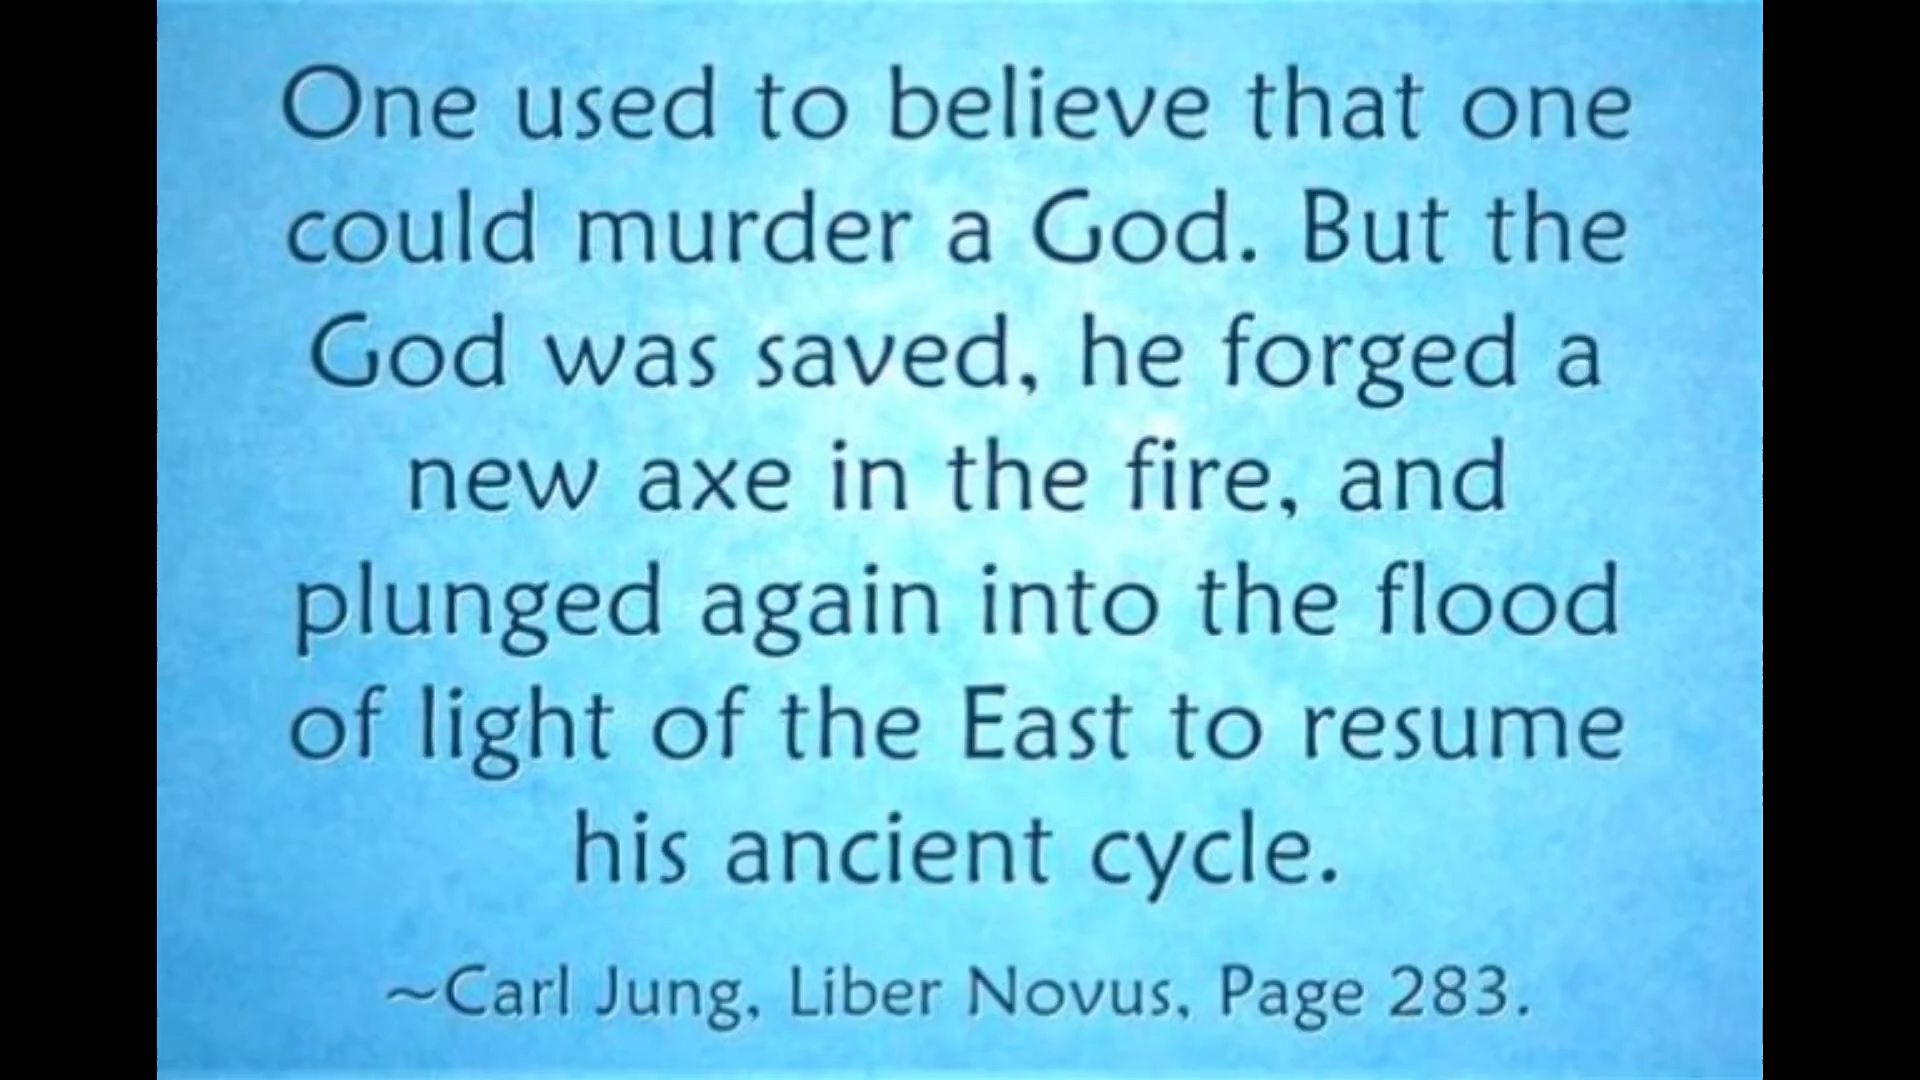 One used to believe that one
could murder a God. But the
God was saved, he forged a
new axe in the fire, and
plunged again into the flood
of light of the East to resume
his ancient cycle.
~Carl Jung, Liber Novus, Page 283.